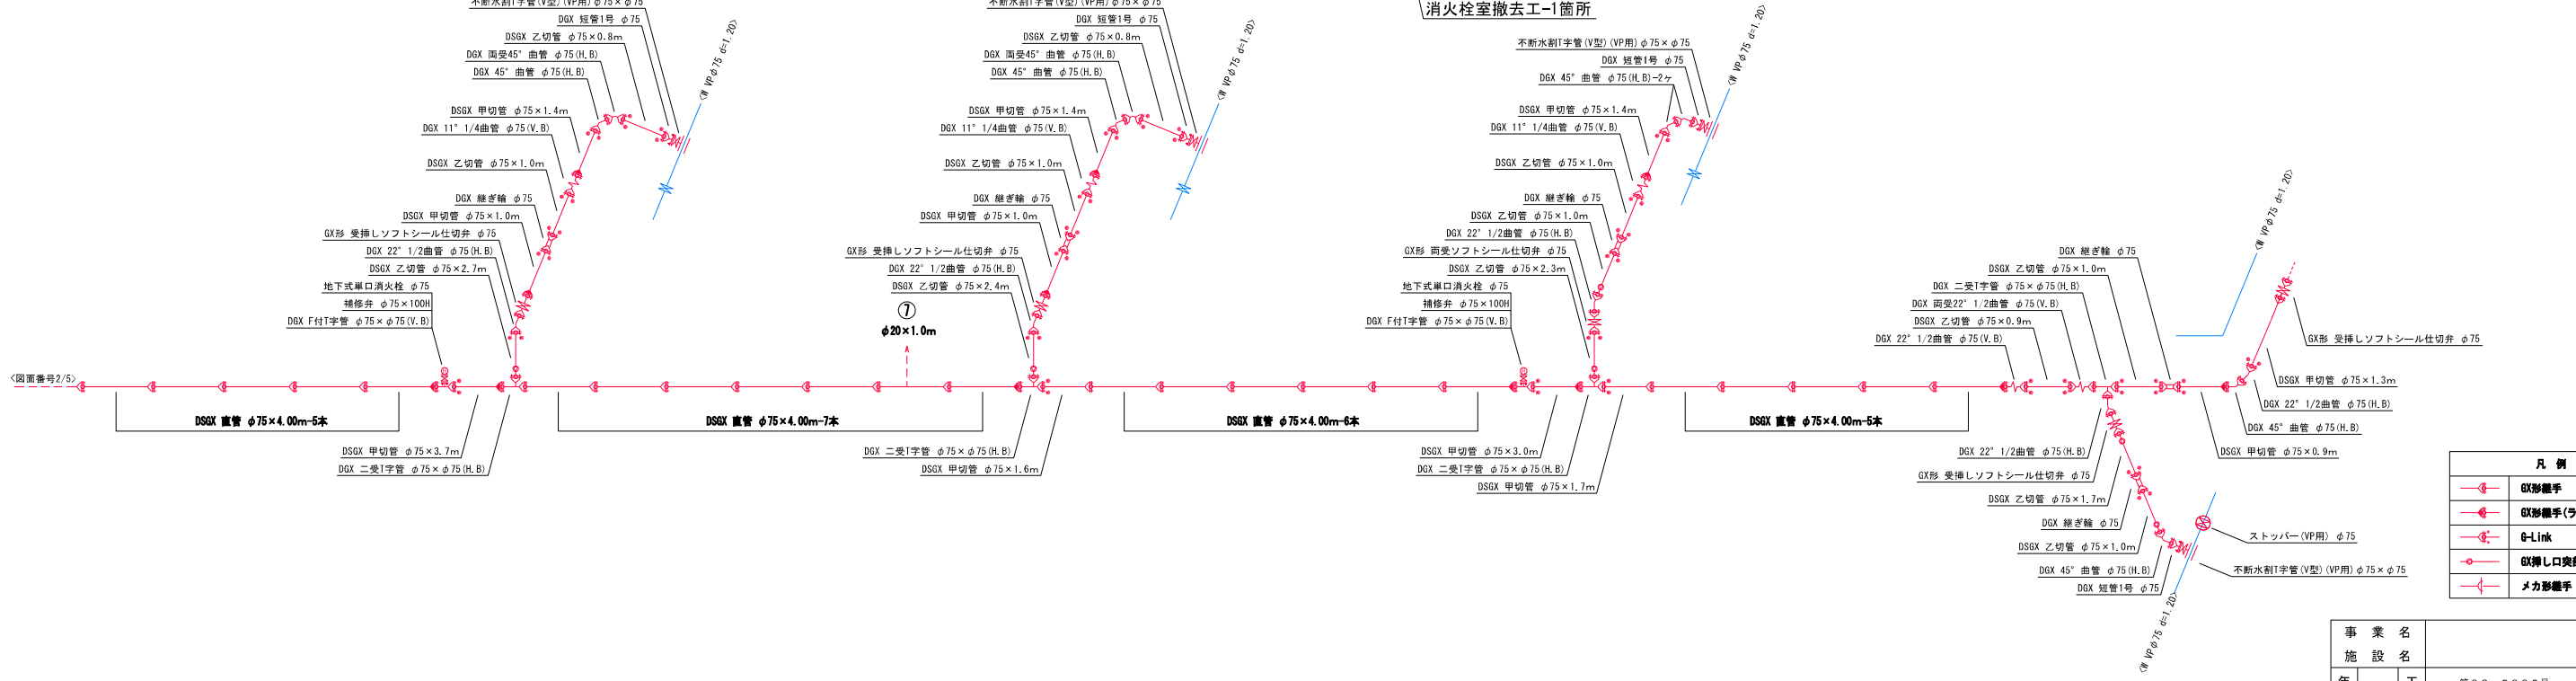 不断水割T字管(V型)(VP用)φ75×φ75
DGX 短管1号 φ75
DSGX 乙切管 φ75×0.8m
DGX 両受45° 曲管 φ75(H.B)
DGX 45° 曲管 φ75(H.B)
DSGX 甲切管 φ75×1.4m
DGX 11° 1/4曲管 φ75(V.B)
DSGX 乙切管 φ75×1.0m
DGX 継ぎ輪 φ75
DSGX 甲切管 φ75×1.0m
GX形 受挿しソフトシール仕切弁 φ75
DGX 22° 1/2曲管 φ75(H.B)
DSGX 乙切管 φ75×2.7m
地下式単口消火栓 φ75
補修弁 φ75×100H
DGX F付T字管 φ75×φ75(V.B)
〈W VPφ75 d=1.20〉
〈図面番号2/5〉
DSGX 直管 φ75×4.00m-5本
DSGX 甲切管 φ75×3.7m
DGX 二受T字管 φ75×φ75(H.B)
不断水割T字管(V型)(VP用)φ75×φ75
DGX 短管1号 φ75
DSGX 乙切管 φ75×0.8m
DGX 両受45° 曲管 φ75(H.B)
DGX 45° 曲管 φ75(H.B)
DSGX 甲切管 φ75×1.4m
DGX 11° 1/4曲管 φ75(V.B)
DSGX 乙切管 φ75×1.0m
DGX 継ぎ輪 φ75
DSGX 甲切管 φ75×1.0m
GX形 受挿しソフトシール仕切弁 φ75
DGX 22° 1/2曲管 φ75(H.B)
DSGX 乙切管 φ75×2.4m
〈W VPφ75 d=1.20〉
⑦
φ20×1.0m
DSGX 直管 φ75×4.00m-7本
DGX 二受T字管 φ75×φ75(H.B)
DSGX 甲切管 φ75×1.6m
消火栓室撤去工-1箇所
不断水割T字管(V型)(VP用)φ75×φ75
DGX 短管1号 φ75
DGX 45° 曲管 φ75(H.B)-2ヶ
DSGX 甲切管 φ75×1.4m
DGX 11° 1/4曲管 φ75(V.B)
DSGX 乙切管 φ75×1.0m
DGX 継ぎ輪 φ75
DSGX 乙切管 φ75×1.0m
DGX 22° 1/2曲管 φ75(H.B)
GX形 両受ソフトシール仕切弁 φ75
DSGX 乙切管 φ75×2.3m
地下式単口消火栓 φ75
補修弁 φ75×100H
DGX F付T字管 φ75×φ75(V.B)
〈W VPφ75 d=1.20〉
DSGX 直管 φ75×4.00m-6本
DSGX 甲切管 φ75×3.0m
DGX 二受T字管 φ75×φ75(H.B)
DSGX 甲切管 φ75×1.7m
DSGX 直管 φ75×4.00m-5本
DGX 継ぎ輪 φ75
DSGX 乙切管 φ75×1.0m
DGX 二受T字管 φ75×φ75(H.B)
DGX 両受22° 1/2曲管 φ75(V.B)
DSGX 乙切管 φ75×0.9m
DGX 22° 1/2曲管 φ75(V.B)
〈W VPφ75 d=1.20〉
GX形 受挿しソフトシール仕切弁 φ75
DSGX 甲切管 φ75×1.3m
DGX 22° 1/2曲管 φ75(H.B)
DGX 45° 曲管 φ75(H.B)
DSGX 甲切管 φ75×0.9m
DGX 22° 1/2曲管 φ75(H.B)
GX形 受挿しソフトシール仕切弁 φ75
DSGX 乙切管 φ75×1.7m
DGX 継ぎ輪 φ75
DSGX 乙切管 φ75×1.0m
DGX 45° 曲管 φ75(H.B)
DGX 短管1号 φ75
ストッパー(VP用) φ75
不断水割T字管(V型)(VP用)φ75×φ75
〈W VPφ75 d=1.20〉
凡 例
GX形継手
GX形継手(ラ
G-Link
GX挿し口突
メカ形継手
事 業 名
施 設 名